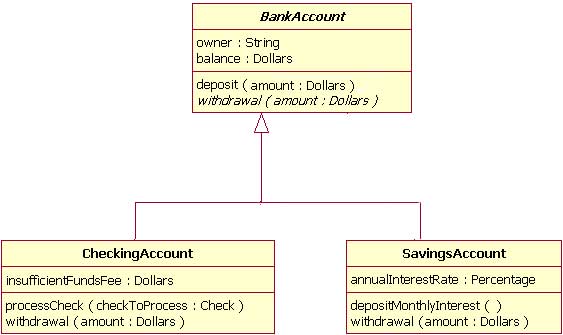 BankAccount
owner : String
balance : Dollars
deposit ( amount : Dollars )
withdrawal ( amount : Dollars )
CheckingAccount
insufficientFundsFee : Dollars
processCheck ( checkToProcess : Check )
withdrawal ( amount : Dollars )
SavingsAccount
annualInterestRate : Percentage
depositMonthlyInterest ( )
withdrawal ( amount : Dollars )